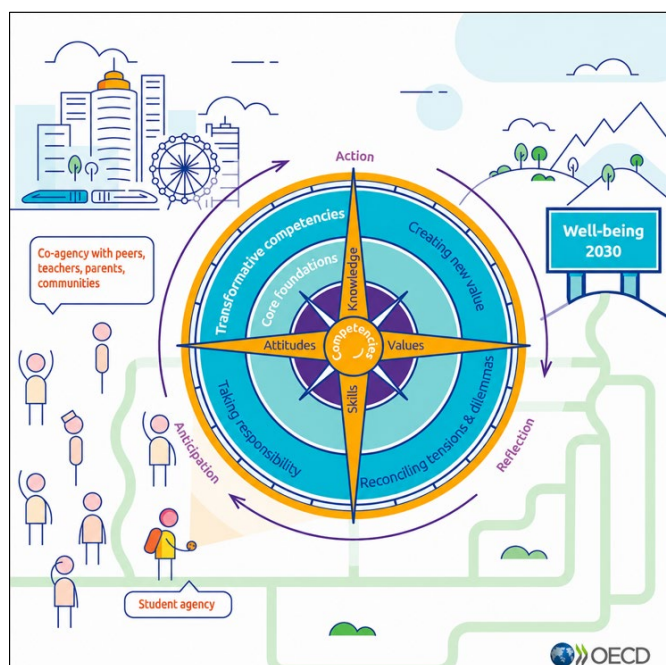 Action
Transformative competencies
Core foundations
Creating new value
Knowledge
Well-being
2030
Co-agency with peers,
teachers, parents,
communities
Attitudes
Competencies
Values
Skills
Taking responsibility
Reconciling tensions & dilemmas
Anticipation
Reflection
Student agency
OECD